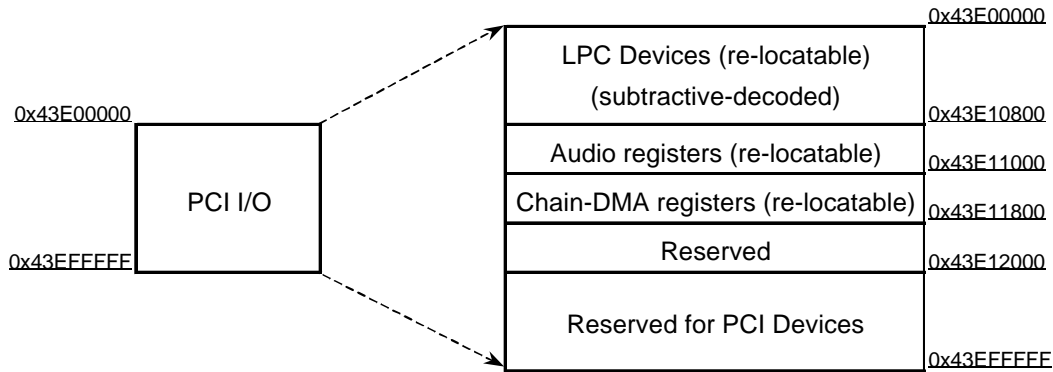 0x43E00000
PCI I/O
0x43EFFFFF
0x43E00000
LPC Devices (re-locatable)
(subtractive-decoded)
0x43E10800
Audio registers (re-locatable)
0x43E11000
Chain-DMA registers (re-locatable)
0x43E11800
Reserved
0x43E12000
Reserved for PCI Devices
0x43EFFFFF